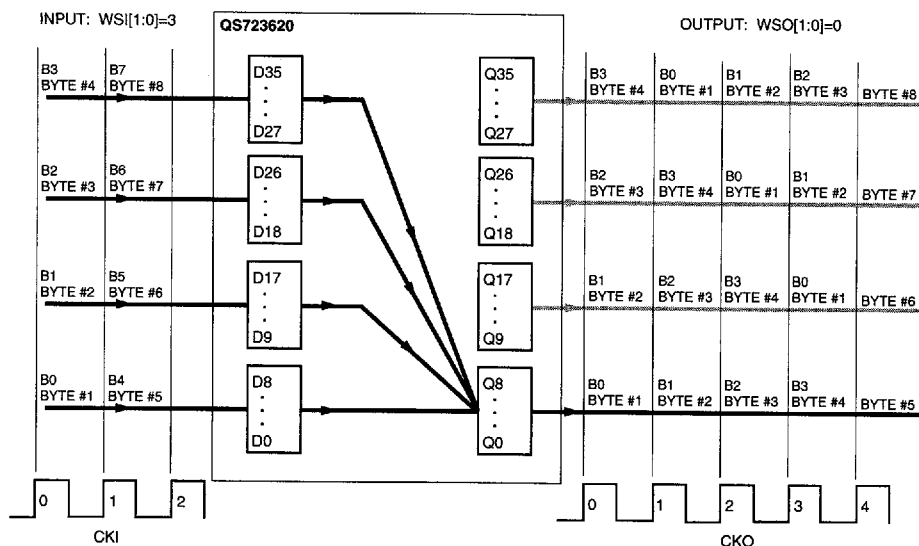 INPUT: WSI[1:0]=3
QS723620
OUTPUT: WSO[1:0]=0
B3 B7
BYTE #4 BYTE #8
D35
D27
Q35
Q27
B3 B0 B1 B2
BYTE #4 BYTE #1 BYTE #2 BYTE #3 BYTE #8
B2 B6
BYTE #3 BYTE #7
D26
D18
Q26
Q18
B2 B3 B0 B1
BYTE #3 BYTE #4 BYTE #1 BYTE #2 BYTE #7
B1 B5
BYTE #2 BYTE #6
D17
D9
Q17
Q9
B1 B2 B3 B0
BYTE #2 BYTE #3 BYTE #4 BYTE #1 BYTE #6
B0 B4
BYTE #1 BYTE #5
D8
D0
Q8
Q0
B0 B1 B2 B3
BYTE #1 BYTE #2 BYTE #3 BYTE #4 BYTE #5
0 1 2
0 1 2 3 4
CKI
CKO